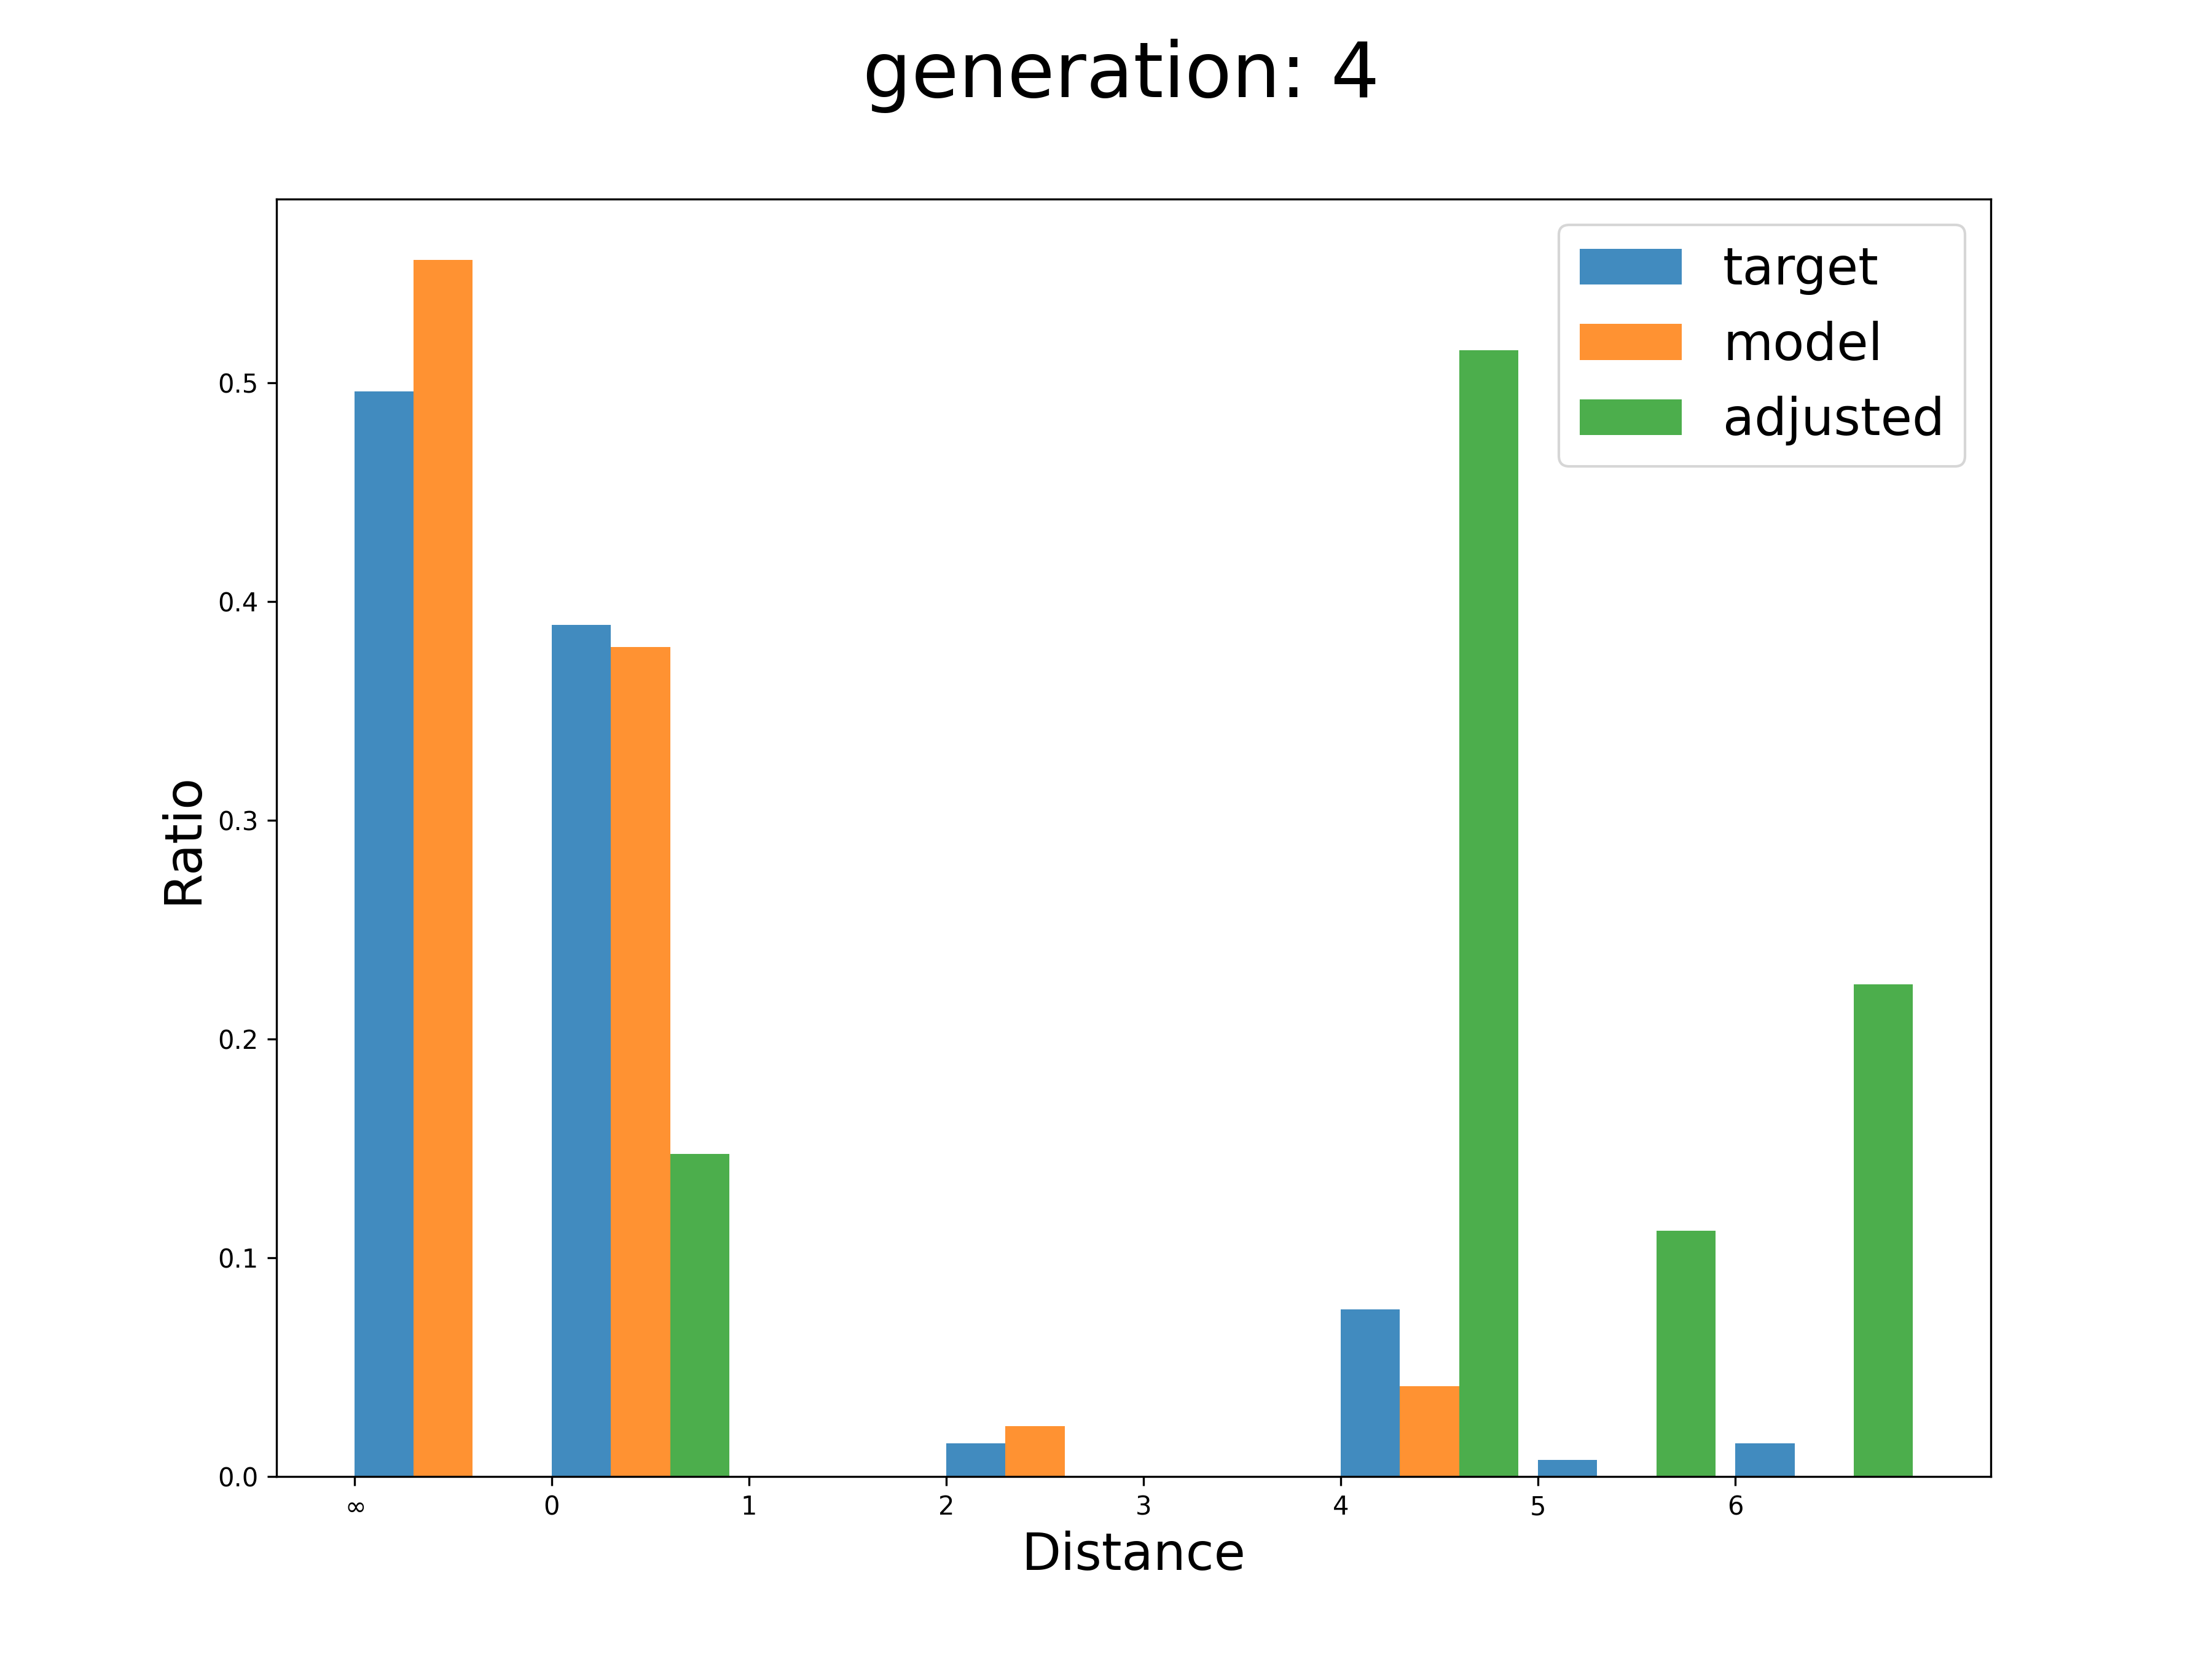 generation: 4
target
model
adjusted
Ratio
0.5
0.4
0.3
0.2
0.1
0.0
∞ 0 1 2 3 4 5 6
Distance